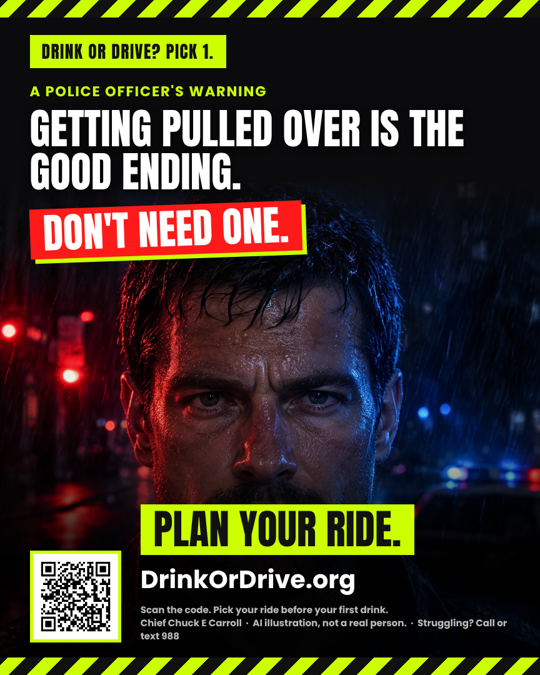 DRINK OR DRIVE? PICK 1.
A POLICE OFFICER'S WARNING
GETTING PULLED OVER IS THE
GOOD ENDING.
DON'T NEED ONE.
PLAN YOUR RIDE.
DrinkOrDrive.org
Scan the code. Pick your ride before your first drink.
Chief Chuck E Carroll · AI illustration, not a real person. · Struggling? Call or
text 988